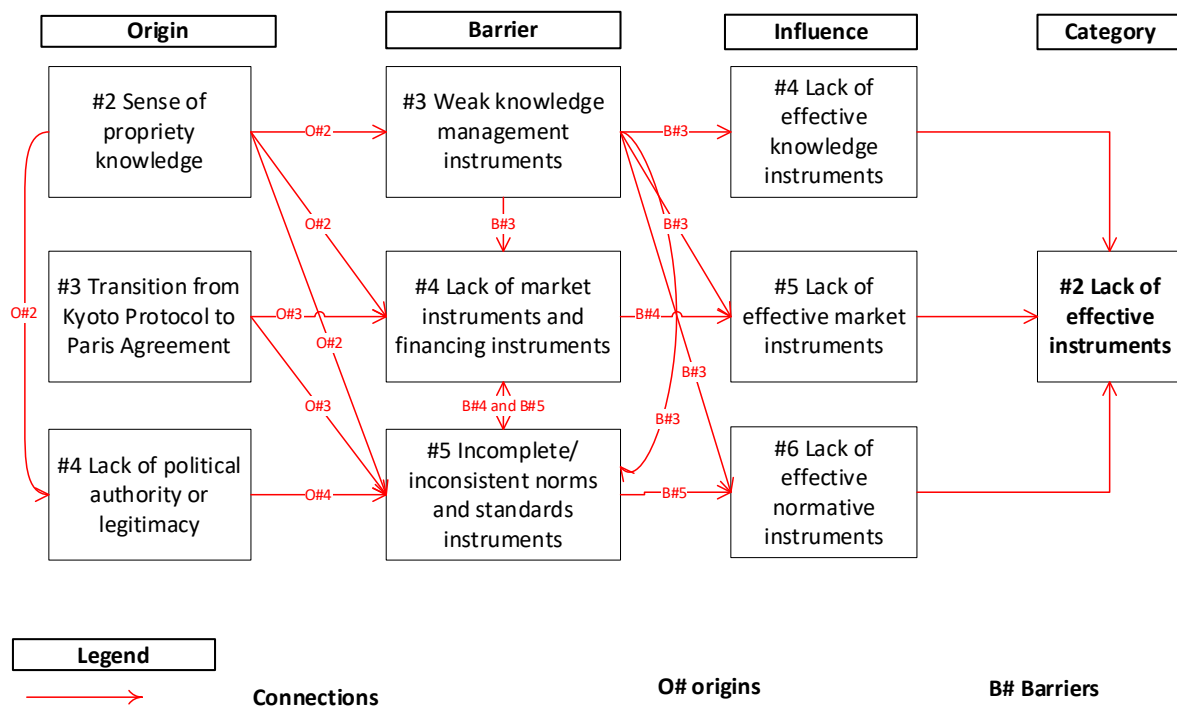 Origin
Barrier
Influence
Category
#2 Sense of
propriety
knowledge
O#2
#3 Weak knowledge
management
instruments
B#3
#4 Lack of
effective
knowledge
instruments
O#2
B#3
B#3
O#2
#3 Transition from
Kyoto Protocol to
Paris Agreement
O#3
O#2
#4 Lack of market
instruments and
financing instruments
B#4
#5 Lack of
effective market
instruments
#2 Lack of
effective
instruments
O#3
B#4 and B#5
B#3
B#3
#4 Lack of political
authority or
legitimacy
O#4
#5 Incomplete/
inconsistent norms
and standards
instruments
B#5
#6 Lack of
effective
normative
instruments
Legend
Connections
O# origins
B# Barriers